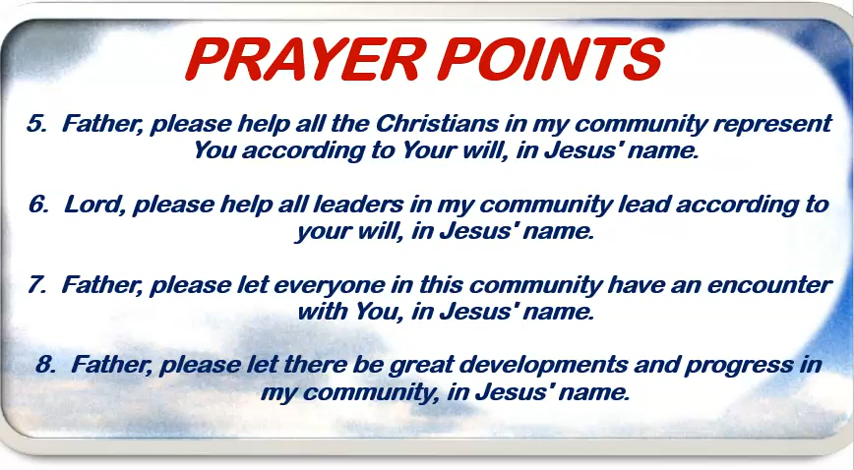 PRAYER POINTS
5. Father, please help all the Christians in my community represent
You according to Your will, in Jesus' name.
6. Lord, please help all leaders in my community lead according to
your will, in Jesus' name.
7. Father, please let everyone in this community have an encounter
with You, in Jesus' name.
8. Father, please let there be great developments and progress in
my community, in Jesus' name.